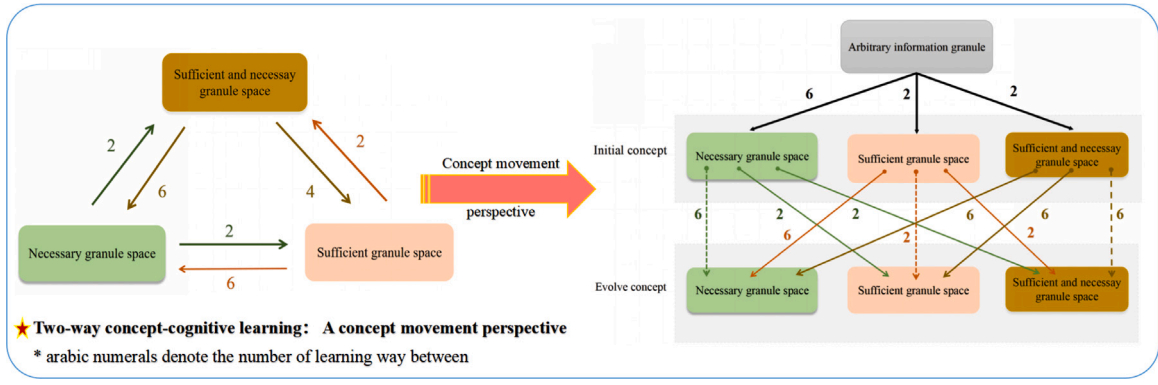 Sufficient and necessay
granule space
2
6
4
2
Necessary granule space
2
6
Sufficient granule space
★ Two-way concept-cognitive learning: A concept movement perspective
* arabic numerals denote the number of learning way between
Concept movement
perspective
Arbitrary information granule
6
2
2
Initial concept
Necessary granule space
Sufficient granule space
Sufficient and necessay
granule space
6
2
2
6
6
6
6
2
2
Evolve concept
Necessary granule space
Sufficient granule space
Sufficient and necessay
granule space